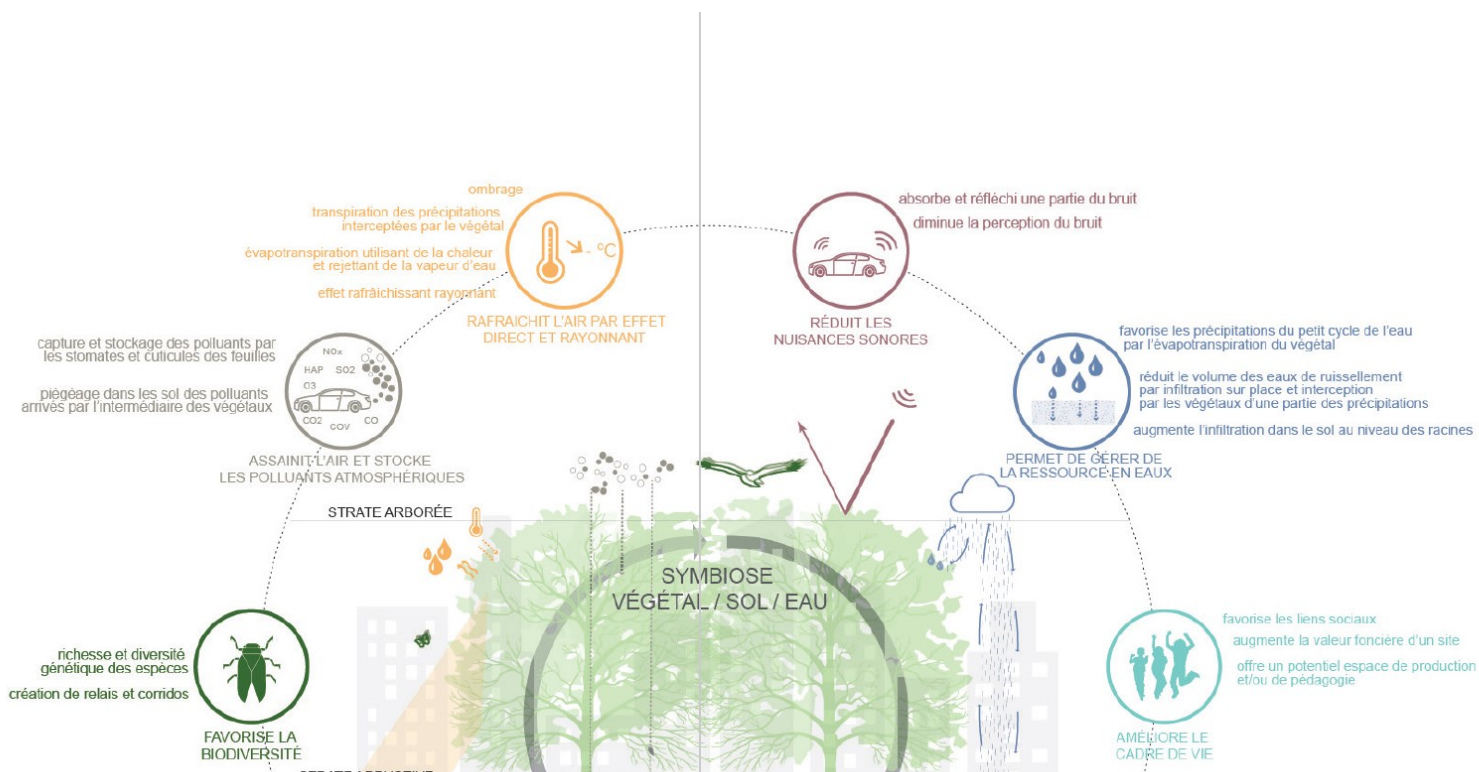 ombrage
transpiration des précipitations
interceptées par le végétal
évapotranspiration utilisant de la chaleur
et rejettant de la vapeur d'eau
effet rafrâichissant rayonnant
- °C
RAFRAICHIT L'AIR PAR EFFET
DIRECT ET RAYONNANT
absorbe et réfléchi une partie du bruit
diminue la perception du bruit
RÉDUIT LES
NUISANCES SONORES
capture et stockage des polluants par
les stomates et cuticules des feuilles
piégéage dans les sol des polluants
arrivés par l'intermédiaire des végétaux
NOx
HAP SO2
O3
CO2 COV CO
ASSAINIT L'AIR ET STOCKE
LES POLLUANTS ATMOSPHÉRIQUES
favorise les précipitations du petit cycle de l'eau
par l'évapotranspiration du végétal
réduit le volume des eaux de ruissellement
par infiltration sur place et interception
par les végétaux d'une partie des précipitations
augmente l'infiltration dans le sol au niveau des racines
PERMET DE GÉRER DE
LA RESSOURCE EN EAUX
STRATE ARBORÉE
SYMBIOSE
VÉGÉTAL / SOL / EAU
richesse et diversité
génétique des espèces
création de relais et corridos
FAVORISE LA
BIODIVERSITÉ
favorise les liens sociaux
augmente la valeur foncière d'un site
offre un potentiel espace de production
et/ou de pédagogie
AMÉLIORE LE
CADRE DE VIE